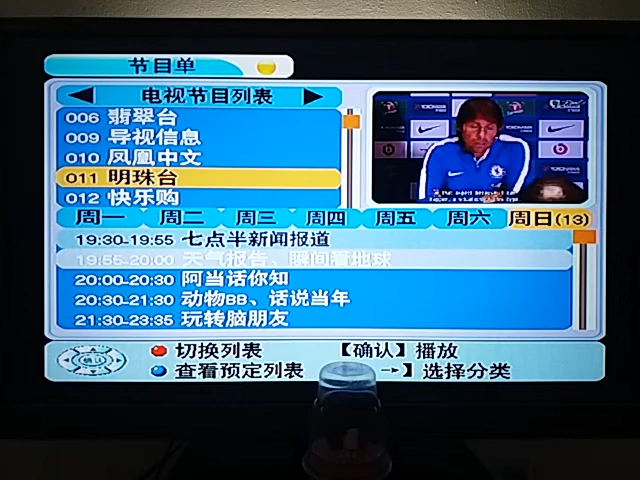 节目单
电视节目列表
006 翡翠台
009 导视信息
010 凤凰中文
011 明珠台
012 快乐购
周一 周二 周三 周四 周五 周六 周日(13)
19:30-19:55 七点半新闻报道
19:55-20:00 天气报告、瞬间看地球
20:00-20:30 阿当话你知
20:30-21:30 动物BB、话说当年
21:30-23:35 玩转脑朋友
确认
切换列表 【确认】播放
查看预定列表 →】选择分类